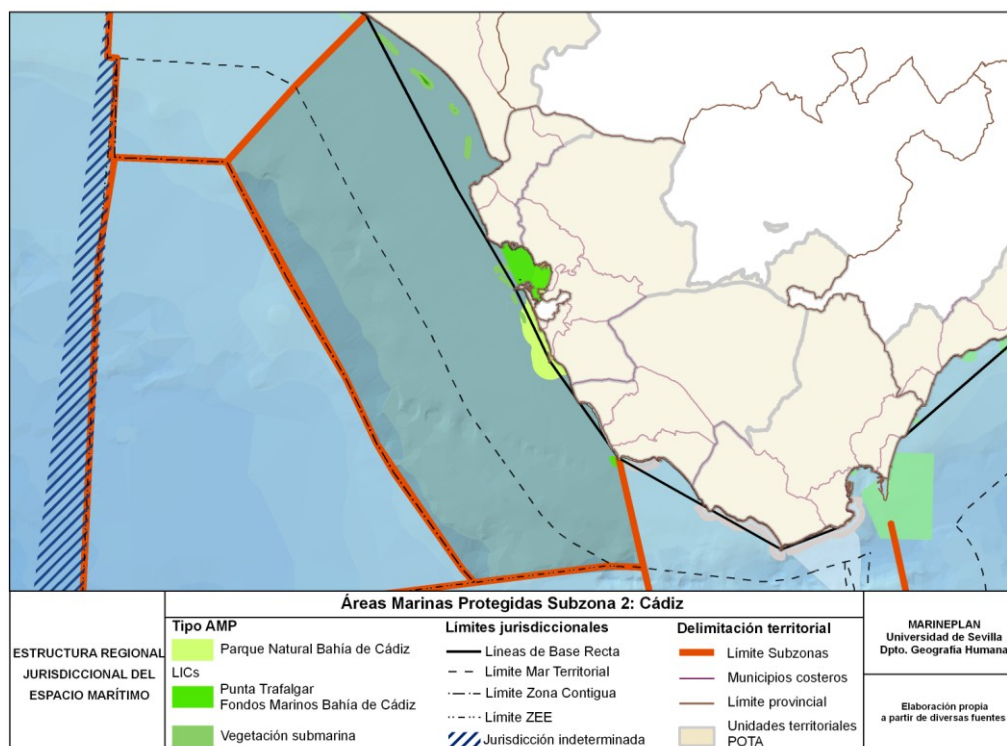 ESTRUCTURA REGIONAL
JURISDICCIONAL DEL
ESPACIO MARÍTIMO
Áreas Marinas Protegidas Subzona 2: Cádiz
Tipo AMP
Parque Natural Bahía de Cádiz
LICs
Punta Trafalgar
Fondos Marinos Bahía de Cádiz
Vegetación submarina
Límites jurisdiccionales
Líneas de Base Recta
Límite Mar Territorial
Límite Zona Contigua
Límite ZEE
Jurisdicción indeterminada
Delimitación territorial
Límite Subzonas
Municipios costeros
Límite provincial
Unidades territoriales
POTA
MARINEPLAN
Universidad de Sevilla
Dpto. Geografía Humana
Elaboración propia
a partir de diversas fuentes